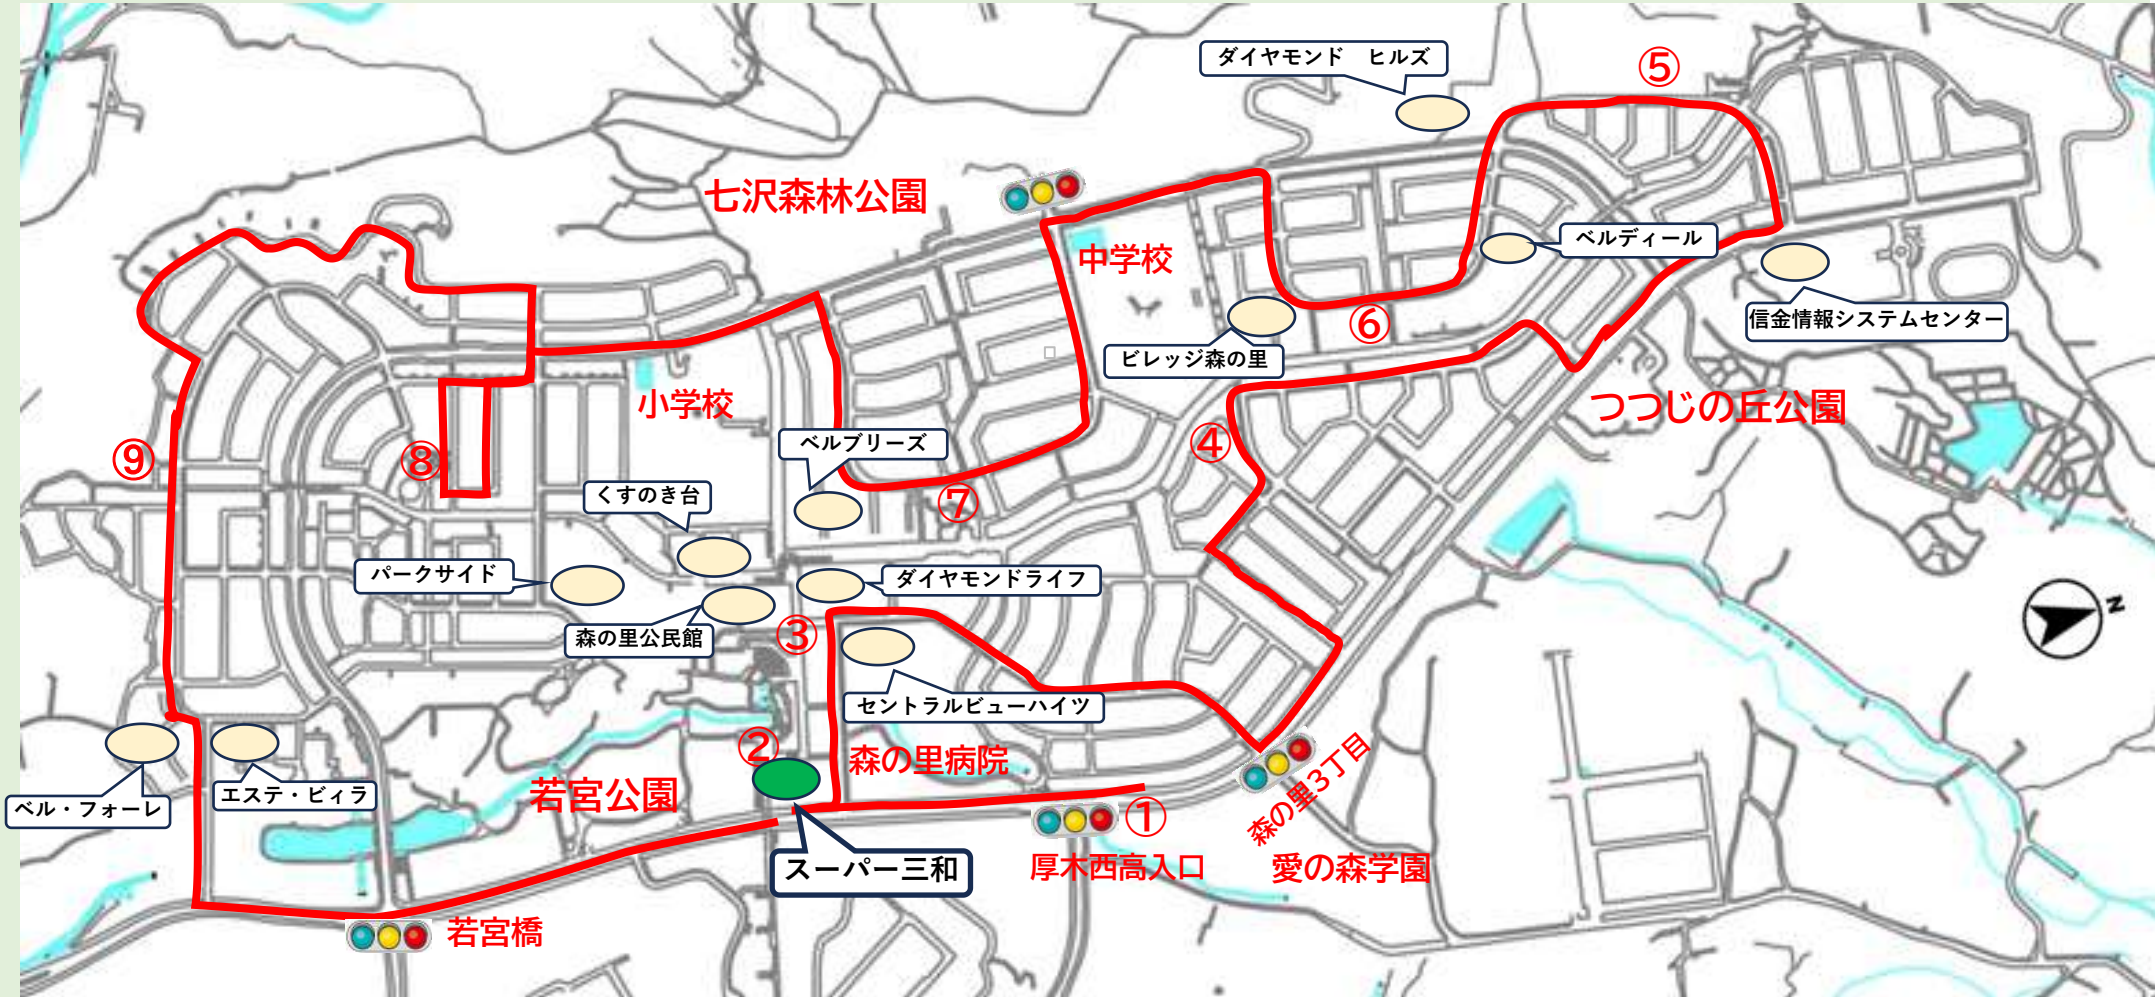 ダイヤモンド　ヒルズ
⑤
七沢森林公園
中学校
ベルディール
信金情報システムセンター
⑥
ビレッジ森の里
小学校
つつじの丘公園
④
⑨
⑧
ベルブリーズ
くすのき台
⑦
パークサイド
ダイヤモンドライフ
森の里公民館
③
N
セントラルビューハイツ
②
森の里病院
ベル・フォーレ
エステ・ビィラ
若宮公園
①
森の里3丁目
スーパー三和
厚木西高入口
愛の森学園
若宮橋